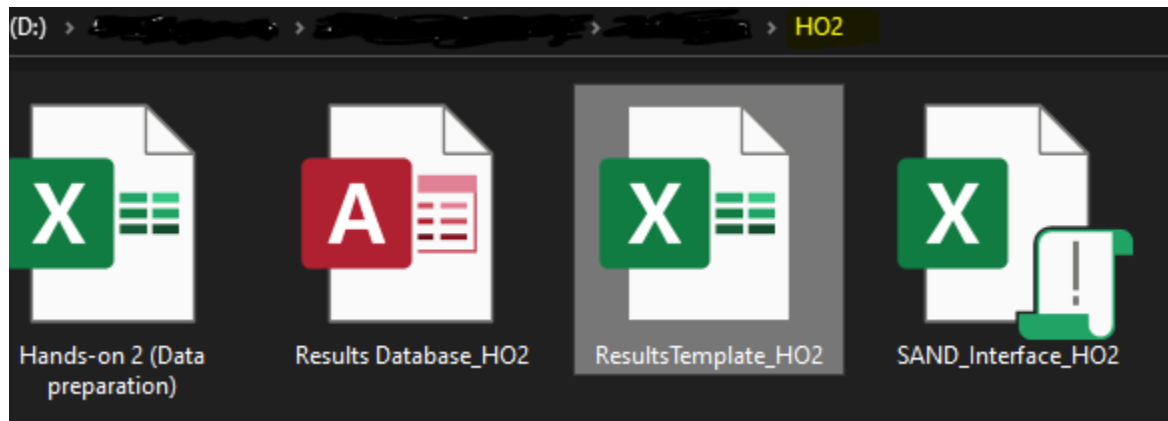 (D:) > > > > HO2
Hands-on 2 (Data
preparation)
Results Database_HO2
ResultsTemplate_HO2
SAND_Interface_HO2